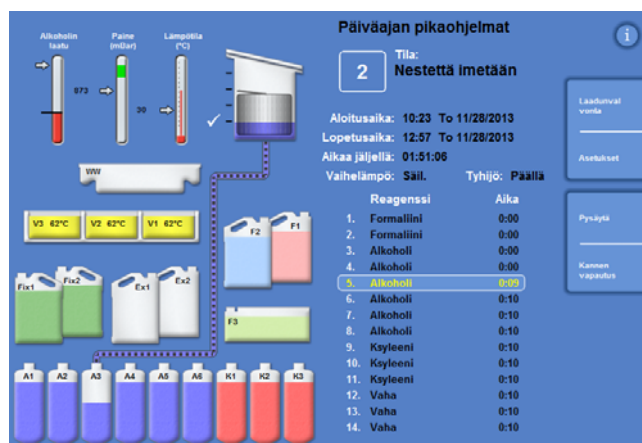 Päiväajan pikaohjelmat
i
Alkoholin laatu
Paine (mBar)
Lämpötila (°C)
873
30
2
Tila:
Nestettä imetään
Aloitusaika: 10:23 To 11/28/2013
Lopetusaika: 12:57 To 11/28/2013
Aikaa jäljellä: 01:51:06
Vaihelämpö: Säil. Tyhijö: Päällä
Reagenssi Aika
1. Formaliini 0:00
2. Formaliini 0:00
3. Alkoholi 0:00
4. Alkoholi 0:00
5. Alkoholi 0:09
6. Alkoholi 0:10
7. Alkoholi 0:10
8. Alkoholi 0:10
9. Ksyleeni 0:10
10. Ksyleeni 0:10
11. Ksyleeni 0:10
12. Vaha 0:10
13. Vaha 0:10
14. Vaha 0:10
Laadunval
vonta
Asetukset
Pysäytä
Kannen
vapautus
WW
V3 62°C V2 62°C V1 62°C
F2 F1
Fix1 Fix2 Ex1 Ex2
F3
A1 A2 A3 A4 A5 A6 K1 K2 K3